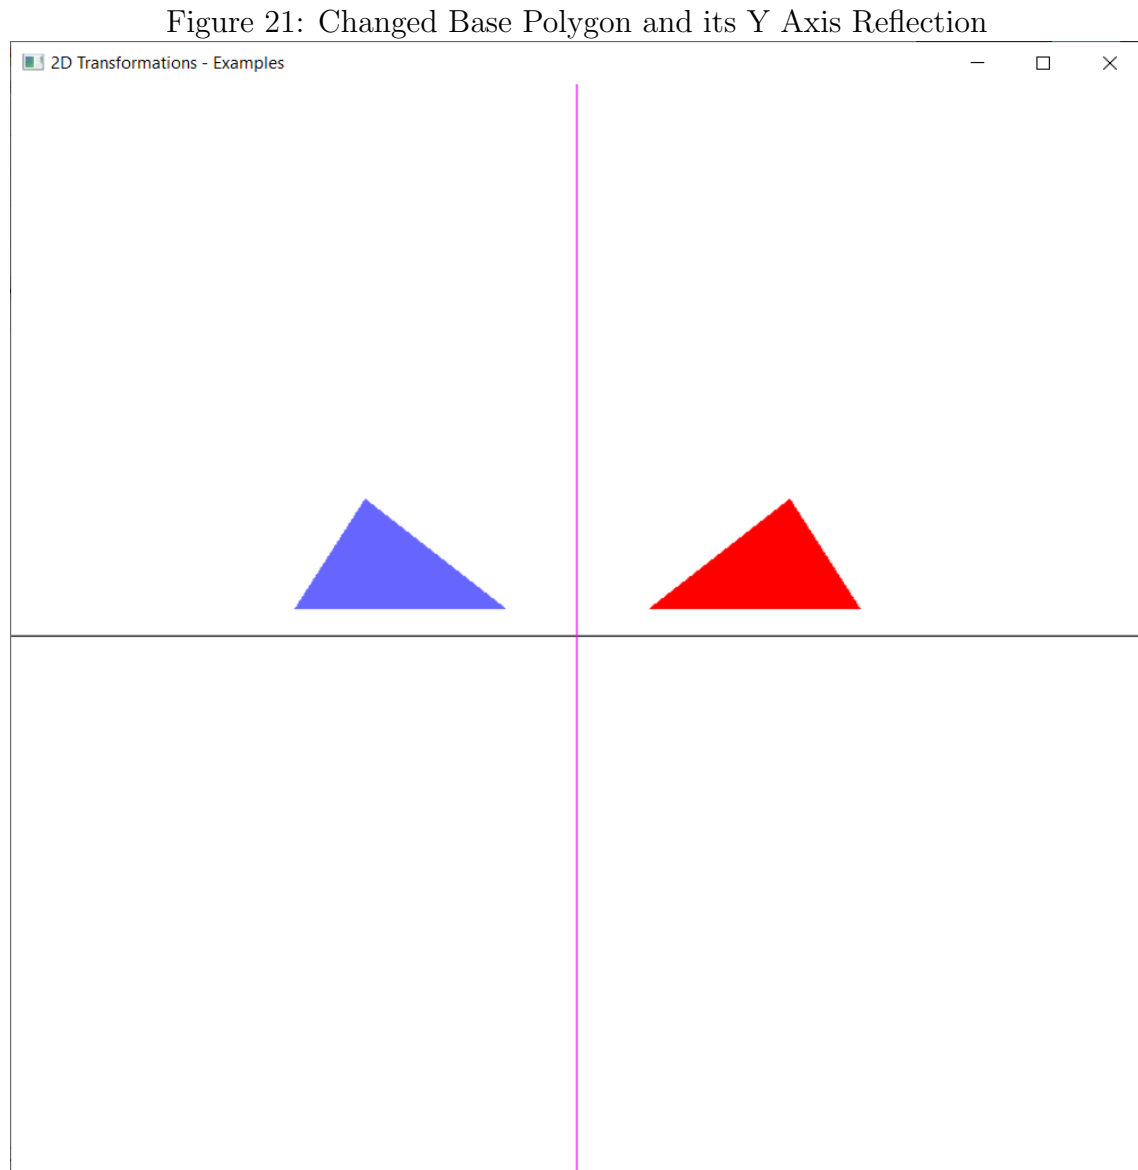 Figure 21: Changed Base Polygon and its Y Axis Reflection
2D Transformations - Examples